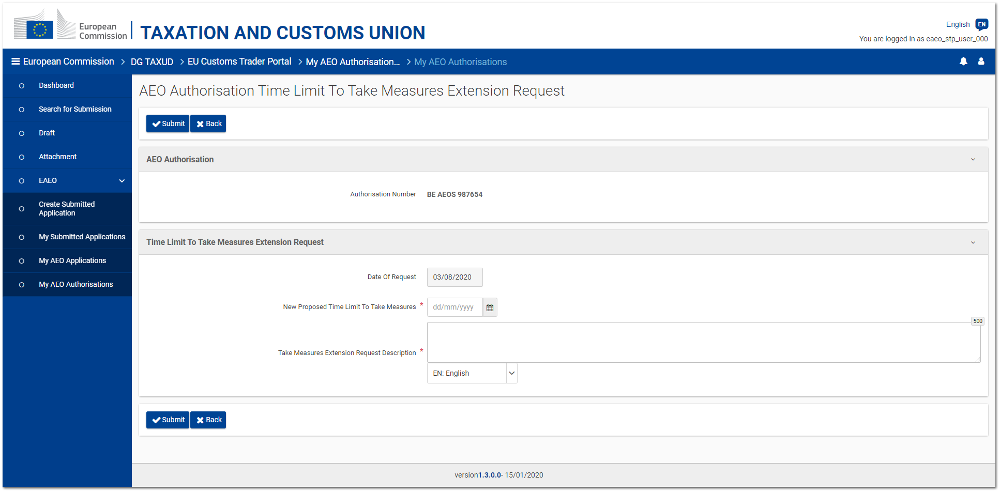 European
Commission
TAXATION AND CUSTOMS UNION
English EN
You are logged-in as eaeo_stp_user_000
European Commission > DG TAXUD > EU Customs Trader Portal > My AEO Authorisation... > My AEO Authorisations
Dashboard
Search for Submission
Draft
Attachment
EAEO
Create Submitted
Application
My Submitted Applications
My AEO Applications
My AEO Authorisations
AEO Authorisation Time Limit To Take Measures Extension Request
Submit Back
AEO Authorisation
Authorisation Number BE AEOS 987654
Time Limit To Take Measures Extension Request
Date Of Request 03/08/2020
New Proposed Time Limit To Take Measures * dd/mm/yyyy
500
Take Measures Extension Request Description *
EN: English
Submit Back
version1.3.0.0- 15/01/2020